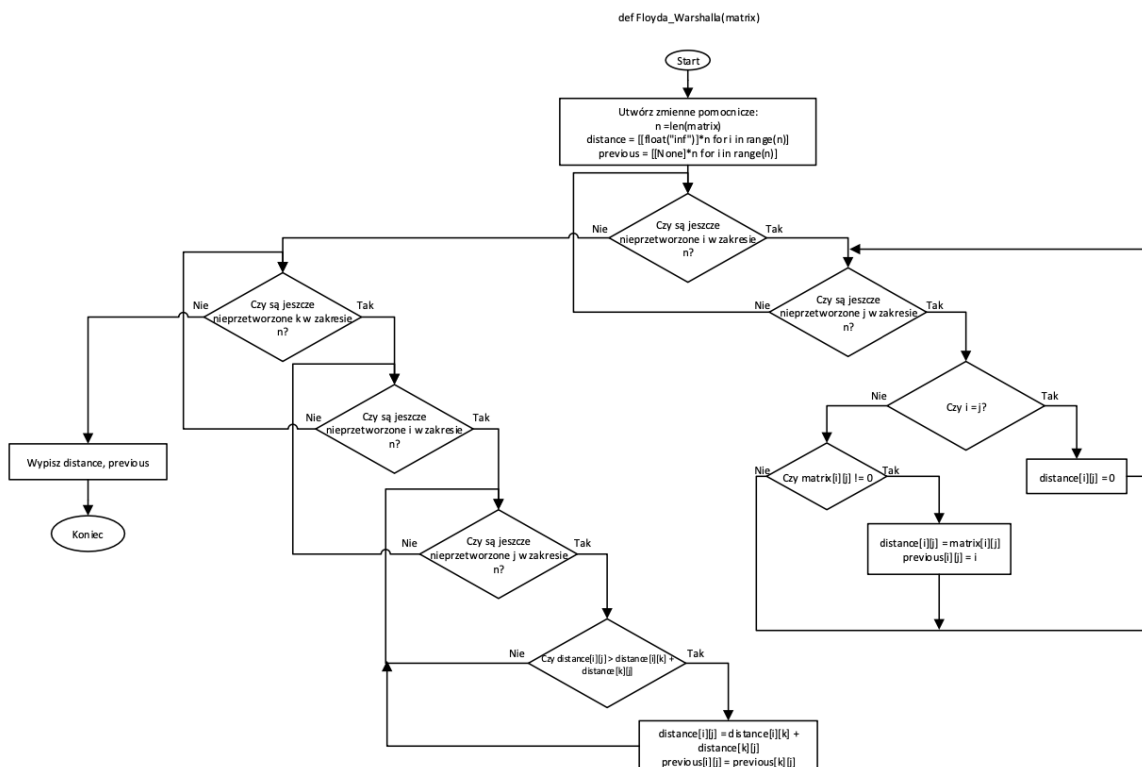 def Floyda_Warshalla(matrix)
Start
Utwórz zmienne pomocnicze:
n =len(matrix)
distance = [[float("inf")]*n for i in range(n)]
previous = [[None]*n for i in range(n)]
Czy są jeszcze
nieprzetworzone i w zakresie
n?
Nie
Tak
Czy są jeszcze
nieprzetworzone k w zakresie
n?
Nie
Tak
Czy są jeszcze
nieprzetworzone j w zakresie
n?
Nie
Tak
Czy i = j?
Nie
Tak
Czy są jeszcze
nieprzetworzone i w zakresie
n?
Nie
Tak
Wypisz distance, previous
Koniec
Czy matrix[i][j] != 0
Nie
Tak
distance[i][j] = 0
distance[i][j] = matrix[i][j]
previous[i][j] = i
Czy są jeszcze
nieprzetworzone j w zakresie
n?
Nie
Tak
Czy distance[i][j] > distance[i][k] +
distance[k][j]
Nie
Tak
distance[i][j] = distance[i][k] +
distance[k][j]
previous[i][j] = previous[k][j]